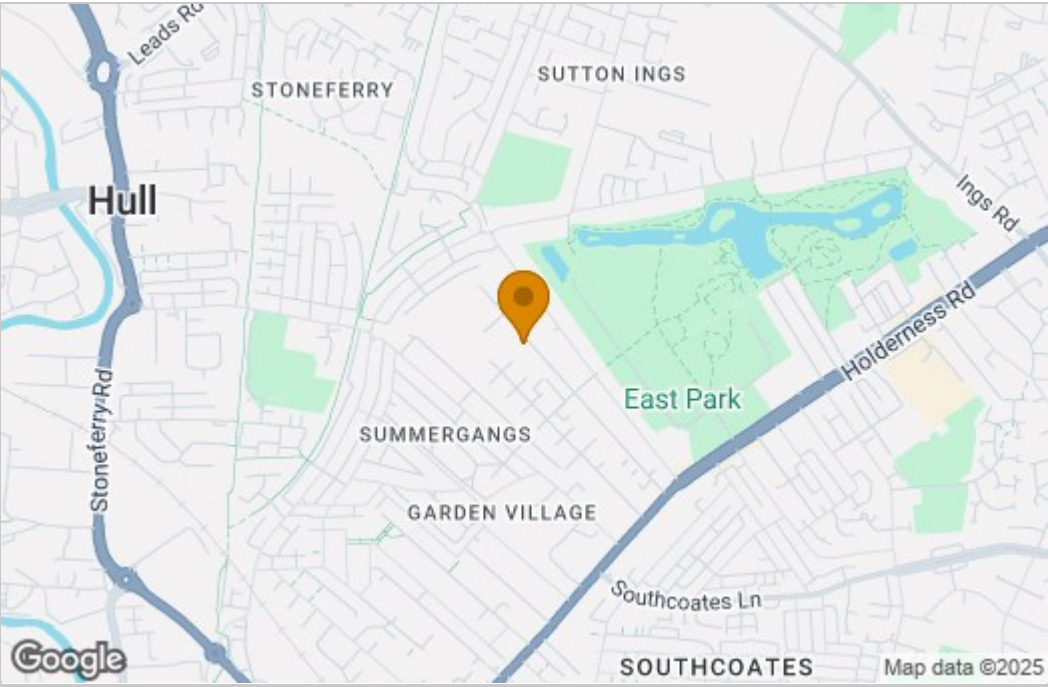 Leads Rd
SUTTON INGS
STONEFERRY
Hull
Ings Rd
Holderness Rd
East Park
Stoneferry Rd
SUMMERGANGS
GARDEN VILLAGE
Southcoates Ln
SOUTHCOATES
Google
Map data ©2025